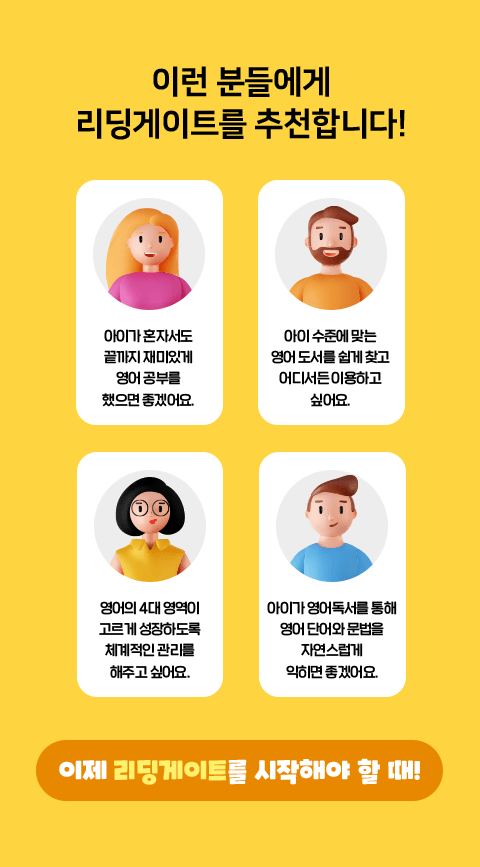 이런 분들에게
리딩게이트를 추천합니다!
아이가 혼자서도
끝까지 재미있게
영어 공부를
했으면 좋겠어요.
아이 수준에 맞는
영어 도서를 쉽게 찾고
어디서든 이용하고
싶어요.
영어의 4대 영역이
고르게 성장하도록
체계적인 관리를
해주고 싶어요.
아이가 영어독서를 통해
영어 단어와 문법을
자연스럽게
익히면 좋겠어요.
이제 리딩게이트를 시작해야 할 때!